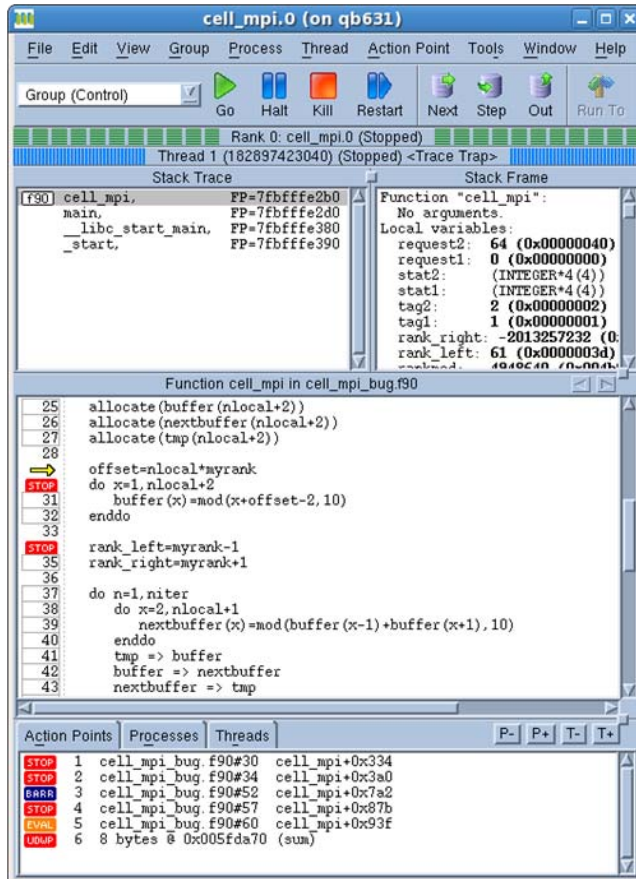 cell_mpi.0 (on qb631)
File Edit View Group Process Thread Action Point Tools Window Help
Group (Control) Go Halt Kill Restart Next Step Out Run To
Rank 0: cell_mpi.0 (Stopped)
Thread 1 (182897423040) (Stopped) <Trace Trap>
Stack Trace
f90 cell_mpi, FP=7fbfffe2b0
main, FP=7fbfffe2d0
__libc_start_main, FP=7fbfffe380
_start, FP=7fbfffe390
Stack Frame
Function "cell_mpi":
No arguments.
Local variables:
request2: 64 (0x00000040)
request1: 0 (0x00000000)
stat2: (INTEGER*4(4))
stat1: (INTEGER*4(4))
tag2: 2 (0x00000002)
tag1: 1 (0x00000001)
rank_right: -2013257232 (0:
rank_left: 61 (0x0000003d)
Function cell_mpi in cell_mpi_bug.f90
25 allocate(buffer(nlocal+2))
26 allocate(nextbuffer(nlocal+2))
27 allocate(tmp(nlocal+2))
28
offset=nlocal*myrank
STOP do x=1,nlocal+2
31 buffer(x)=mod(x+offset-2,10)
32 enddo
33
STOP rank_left=myrank-1
35 rank_right=myrank+1
36
37 do n=1,niter
38 do x=2,nlocal+1
39 nextbuffer(x)=mod(buffer(x-1)+buffer(x+1),10)
40 enddo
41 tmp => buffer
42 buffer => nextbuffer
43 nextbuffer => tmp
Action Points Processes Threads P- P+ T- T+
STOP 1 cell_mpi_bug.f90#30 cell_mpi+0x334
STOP 2 cell_mpi_bug.f90#34 cell_mpi+0x3a0
BARR 3 cell_mpi_bug.f90#52 cell_mpi+0x7a2
STOP 4 cell_mpi_bug.f90#57 cell_mpi+0x87b
EVAL 5 cell_mpi_bug.f90#60 cell_mpi+0x93f
UDWP 6 8 bytes @ 0x005fda70 (sum)